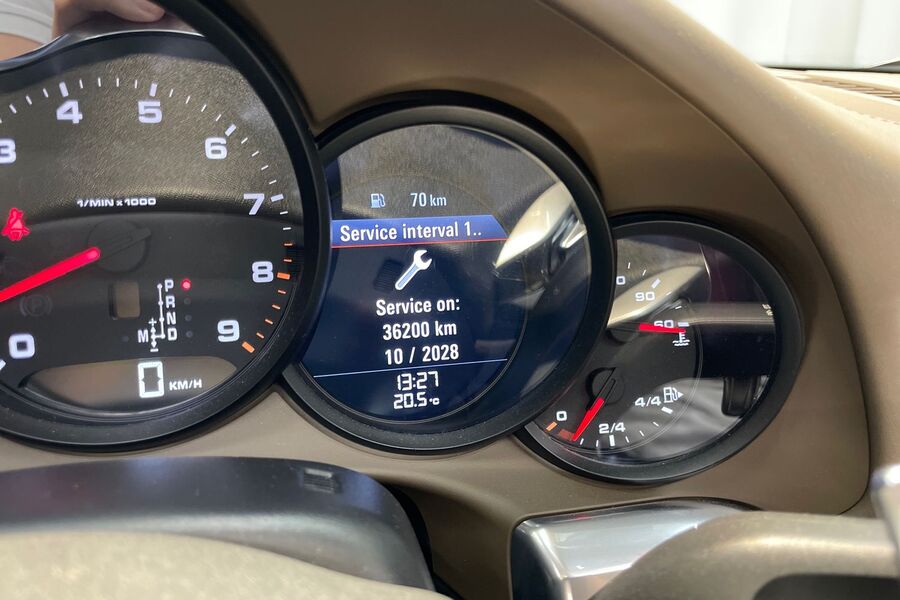 3
4
5
6
7
8
9
0
1/MIN x1000
P
R
N
M D
0 KM/H
70 km
Service interval 1..
Service on:
36200 km
10 / 2028
13:27
20.5°C
90
0
2/4
4/4